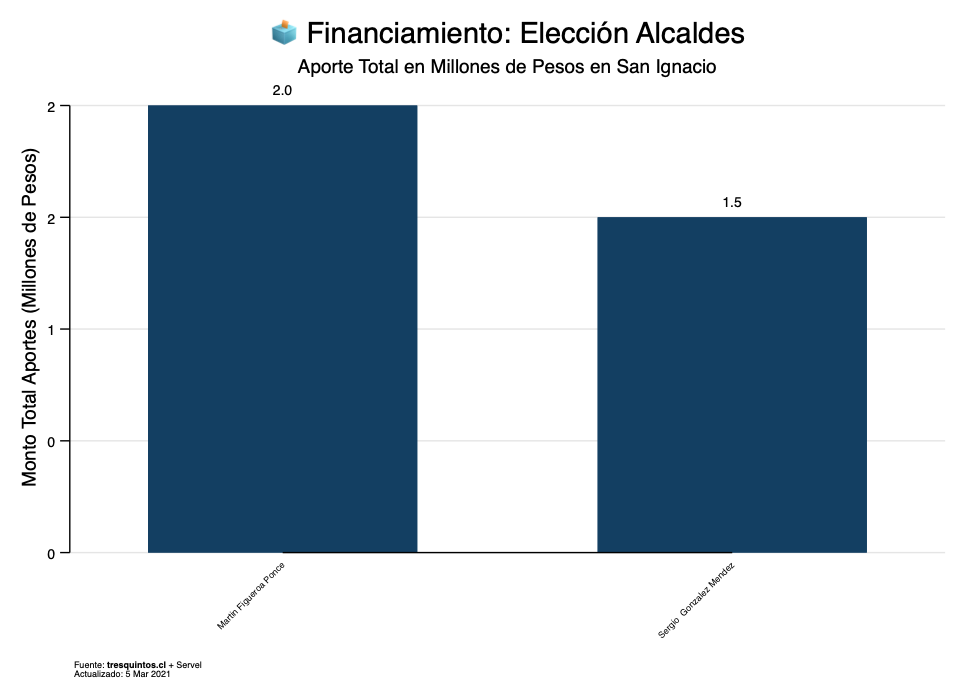 Financiamiento: Elección Alcaldes
Aporte Total en Millones de Pesos en San Ignacio
Monto Total Aportes (Millones de Pesos)
2
2
1
0
0
2.0
1.5
Martin Figueroa Ponce
Sergio Gonzalez Mendez
Fuente: tresquintos.cl + Servel
Actualizado: 5 Mar 2021